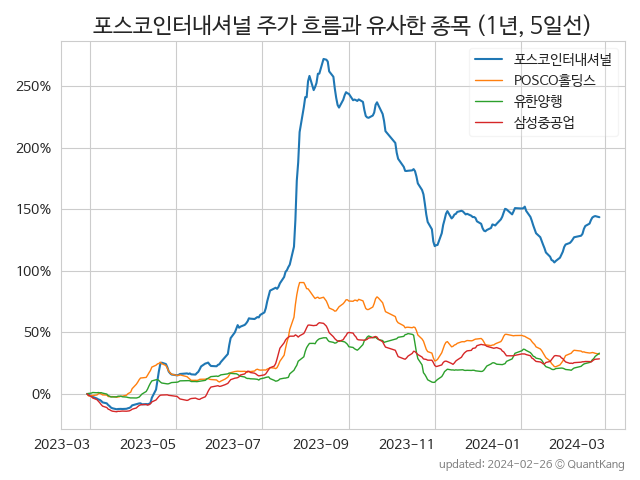 포스코인터내셔널 주가 흐름과 유사한 종목 (1년, 5일선)
포스코인터내셔널
POSCO홀딩스
유한양행
삼성중공업
250%
200%
150%
100%
50%
0%
2023-03 2023-05 2023-07 2023-09 2023-11 2024-01 2024-03
updated: 2024-02-26 © QuantKang